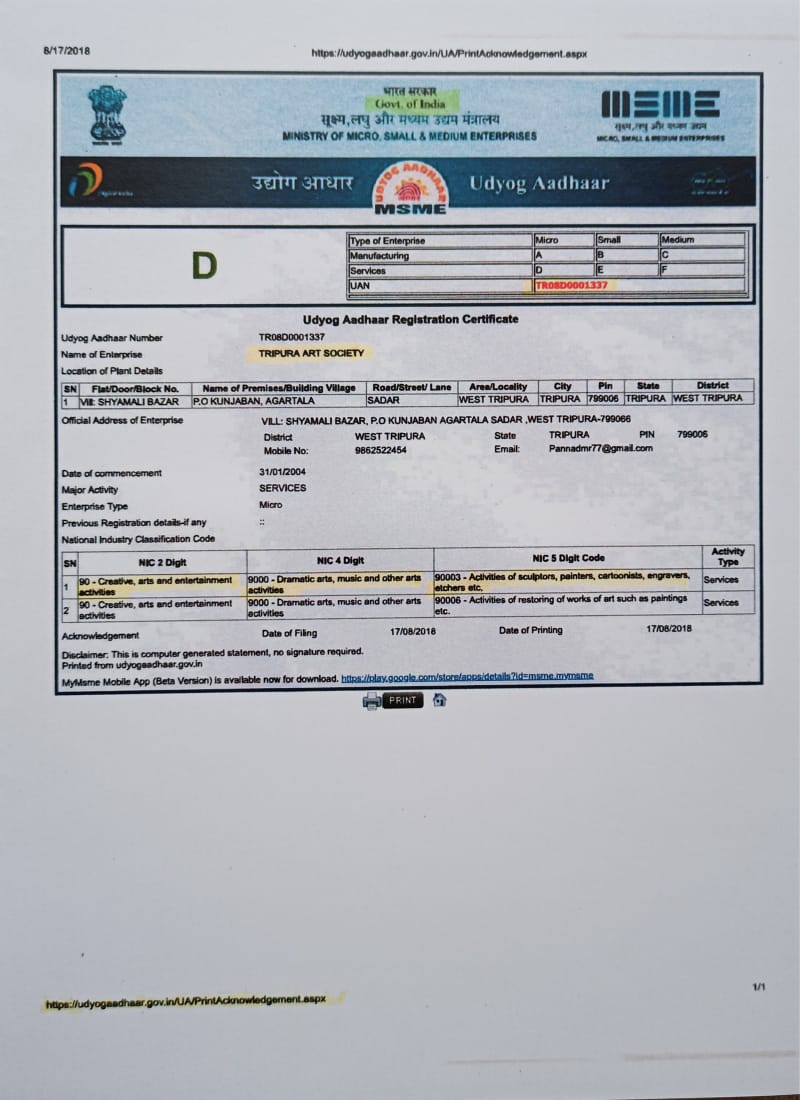 8/17/2018
https://udyogaadhaar.gov.in/UA/PrintAcknowledgement.aspx
भारत सरकार
Govt. of India
सूक्ष्म,लघु और मध्यम उद्यम मंत्रालय
MINISTRY OF MICRO, SMALL & MEDIUM ENTERPRISES
सूक्ष्म,लघु और मध्यम उद्यम
MICRO, SMALL & MEDIUM ENTERPRISES
उद्योग आधार
UDYOG AADHAAR
MSME
Udyog Aadhaar
D
Type of Enterprise Micro Small Medium
Manufacturing A B C
Services D E F
UAN TR08D0001337
Udyog Aadhaar Registration Certificate
Udyog Aadhaar Number TR08D0001337
Name of Enterprise TRIPURA ART SOCIETY
Location of Plant Details
SN Flat/Door/Block No. Name of Premises/Building Village Road/Street/ Lane Area/Locality City Pin State District
1 Vill: SHYAMALI BAZAR P.O KUNJABAN, AGARTALA SADAR WEST TRIPURA TRIPURA 799006 TRIPURA WEST TRIPURA
Official Address of Enterprise VILL: SHYAMALI BAZAR, P.O KUNJABAN AGARTALA SADAR ,WEST TRIPURA-799066
District WEST TRIPURA State TRIPURA PIN 799006
Mobile No: 9862522454 Email: Pannadmr77@gmail.com
Date of commencement 31/01/2004
Major Activity SERVICES
Enterprise Type Micro
Previous Registration details-if any ::
National Industry Classification Code
SN NIC 2 Digit NIC 4 Digit NIC 5 Digit Code Activity Type
1 90 - Creative, arts and entertainment activities 9000 - Dramatic arts, music and other arts activities 90003 - Activities of sculptors, painters, cartoonists, engravers, etchers etc. Services
2 90 - Creative, arts and entertainment activities 9000 - Dramatic arts, music and other arts activities 90006 - Activities of restoring of works of art such as paintings etc. Services
Acknowledgement Date of Filing 17/08/2018 Date of Printing 17/08/2018
Disclaimer: This is computer generated statement, no signature required.
Printed from udyogaadhaar.gov.in
MyMsme Mobile App (Beta Version) is available now for download. https://play.google.com/store/apps/details?id=msme.mymsme
PRINT
1/1
https://udyogaadhaar.gov.in/UA/PrintAcknowledgement.aspx